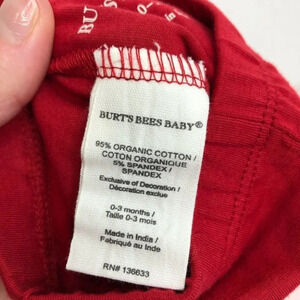 BU S
BURT'S BEES BABY®
95% ORGANIC COTTON /
COTON ORGANIQUE
5% SPANDEX /
SPANDEX
Exclusive of Decoration /
Décoration exclue
0-3 months /
Taille 0-3 mois
Made in India /
Fabriqué au Inde
RN# 136633